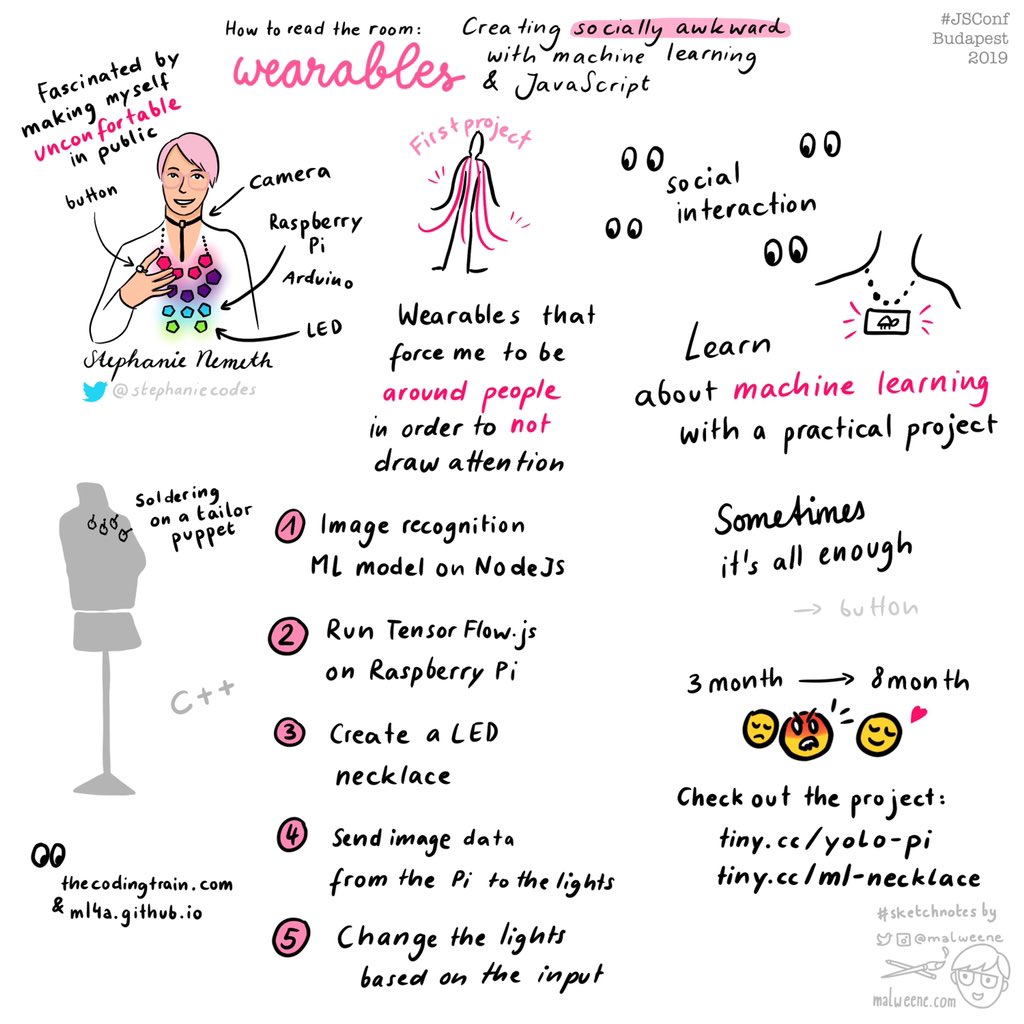 How to read the room:
wearables
Creating socially awkward
with machine learning
& JavaScript
#JSConf
Budapest
2019
Fascinated by
making myself
unconfortable
in public
button
Camera
Raspberry
Pi
Arduino
LED
Stephanie Nemeth
@stephaniecodes
First project
Wearables that
force me to be
around people
in order to not
draw attention
social
interaction
Learn
about machine learning
with a practical project
Soldering
on a tailor
puppet
C++
thecodingtrain.com
& ml4a.github.io
1 Image recognition
ML model on NodeJs
2 Run TensorFlow.js
on Raspberry Pi
3 Create a LED
necklace
4 Send image data
from the Pi to the lights
5 Change the lights
based on the input
Sometimes
it's all enough
→ button
3 month → 8 month
Check out the project:
tiny.cc/yolo-pi
tiny.cc/ml-necklace
#sketchnotes by
@malweene
malweene.com